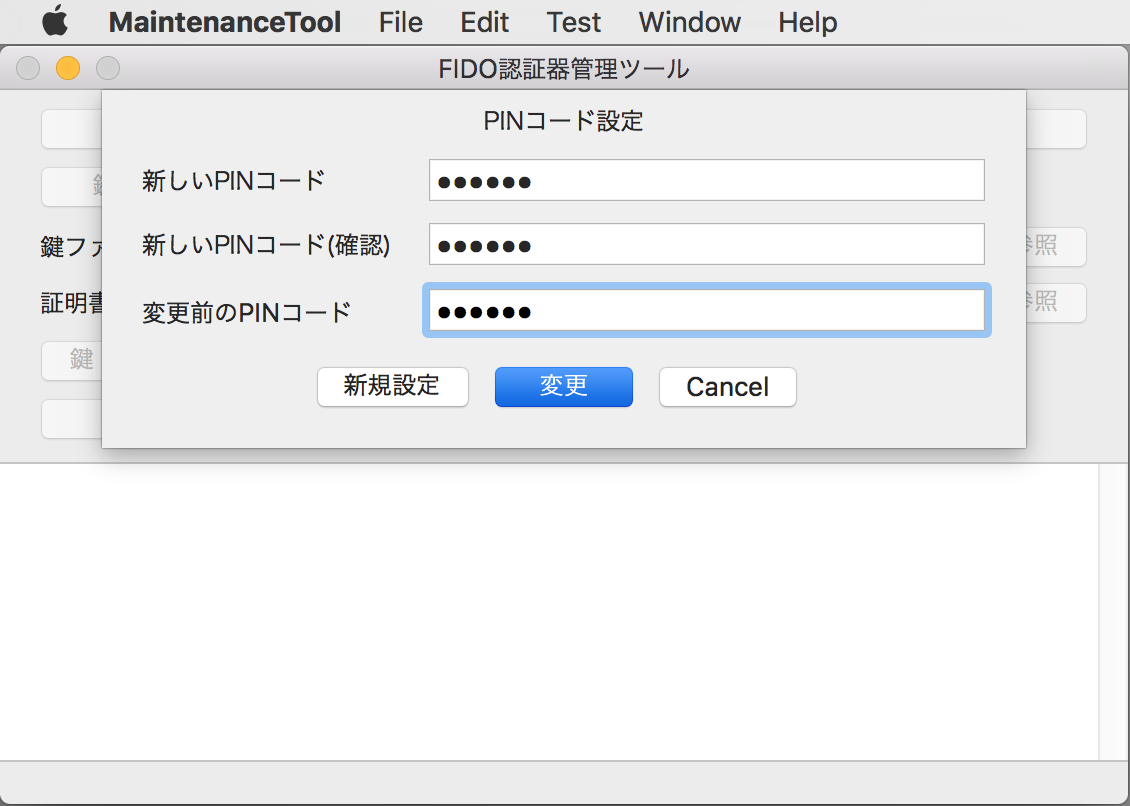 MaintenanceTool File Edit Test Window Help
FIDO認証器管理ツール
PINコード設定
新しいPINコード
新しいPINコード(確認)
鍵ファ
参照
変更前のPINコード
証明書
参照
鍵
新規設定 変更 Cancel